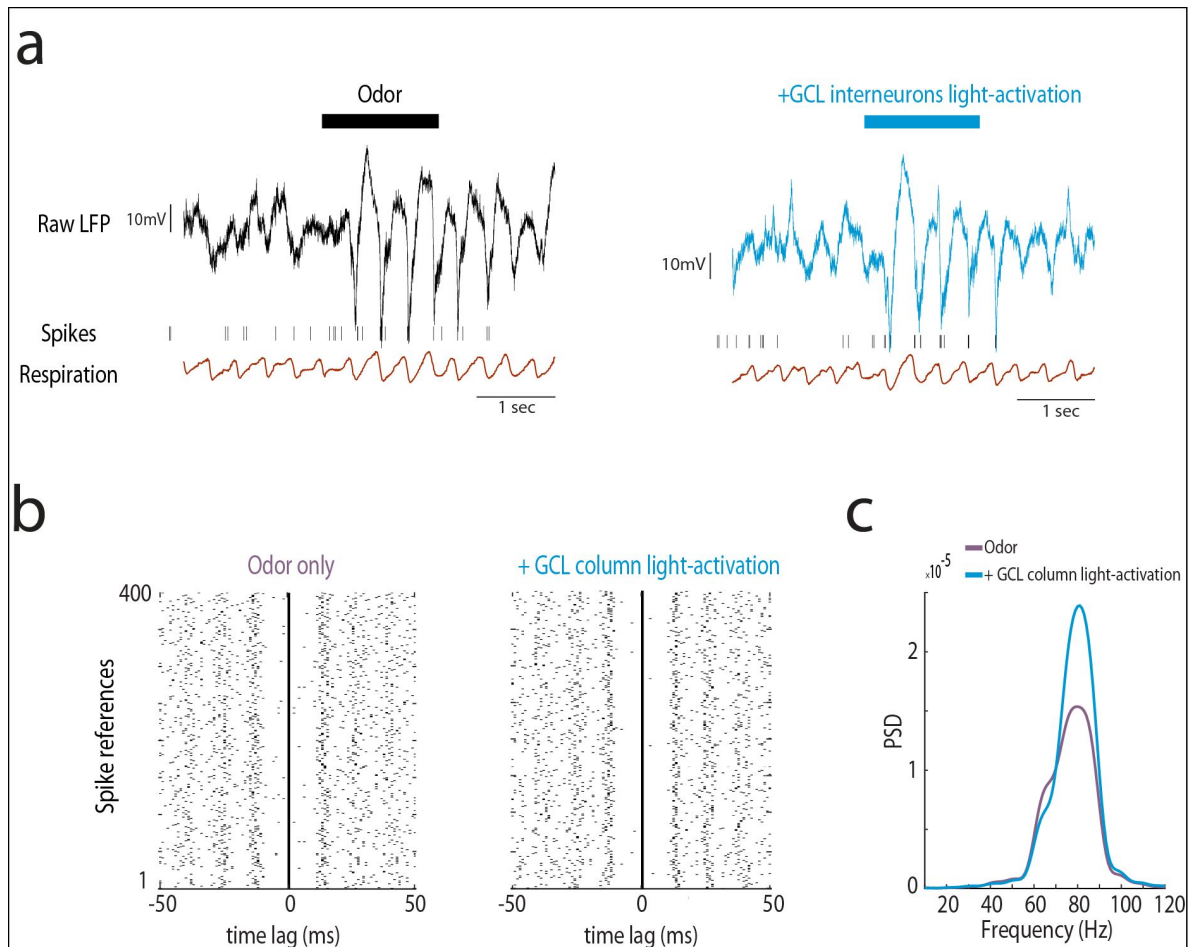 a
Odor
+GCL interneurons light-activation
Raw LFP
10mV
10mV
Spikes
Respiration
1 sec
1 sec
b
Odor only
+ GCL column light-activation
400
Spike references
1
-50 0 50
time lag (ms)
-50 0 50
time lag (ms)
c
Odor
+ GCL column light-activation
×10-5
2
1
0
PSD
20 40 60 80 100 120
Frequency (Hz)